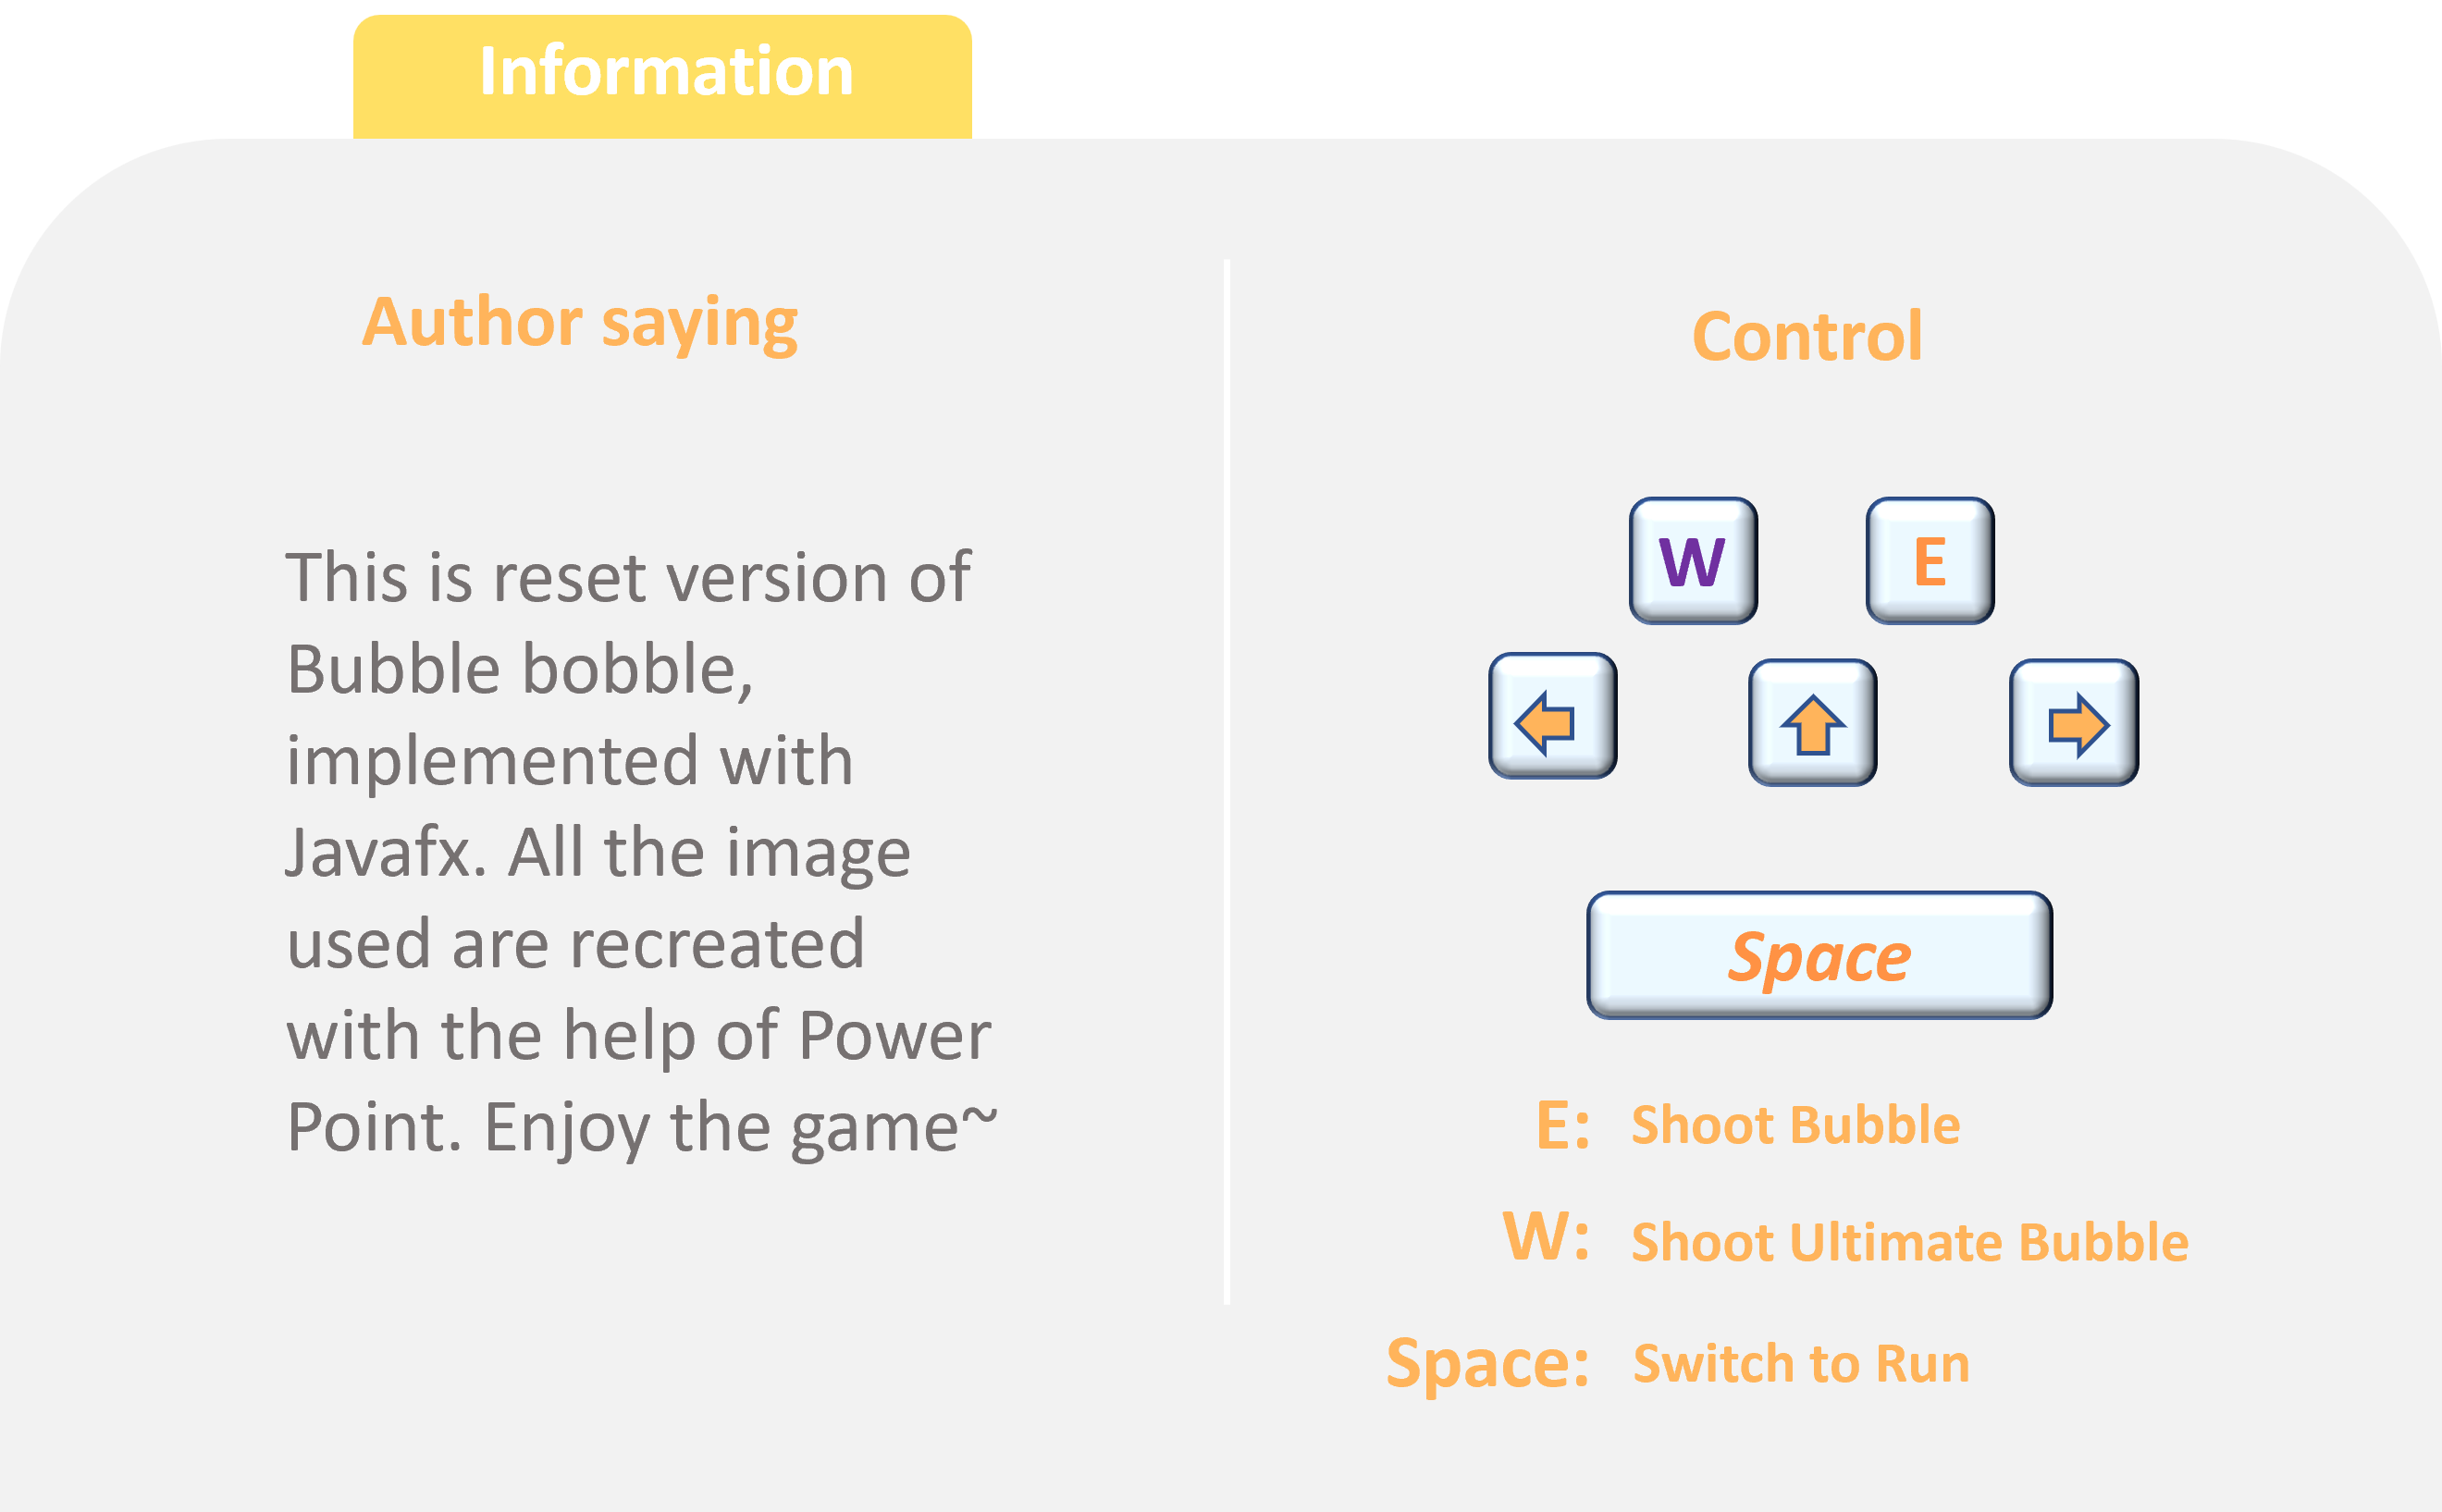 Information
Author saying
This is reset version of
Bubble bobble,
implemented with
Javafx. All the image
used are recreated
with the help of Power
Point. Enjoy the game~
Control
W E
Space
E: Shoot Bubble
W: Shoot Ultimate Bubble
Space: Switch to Run